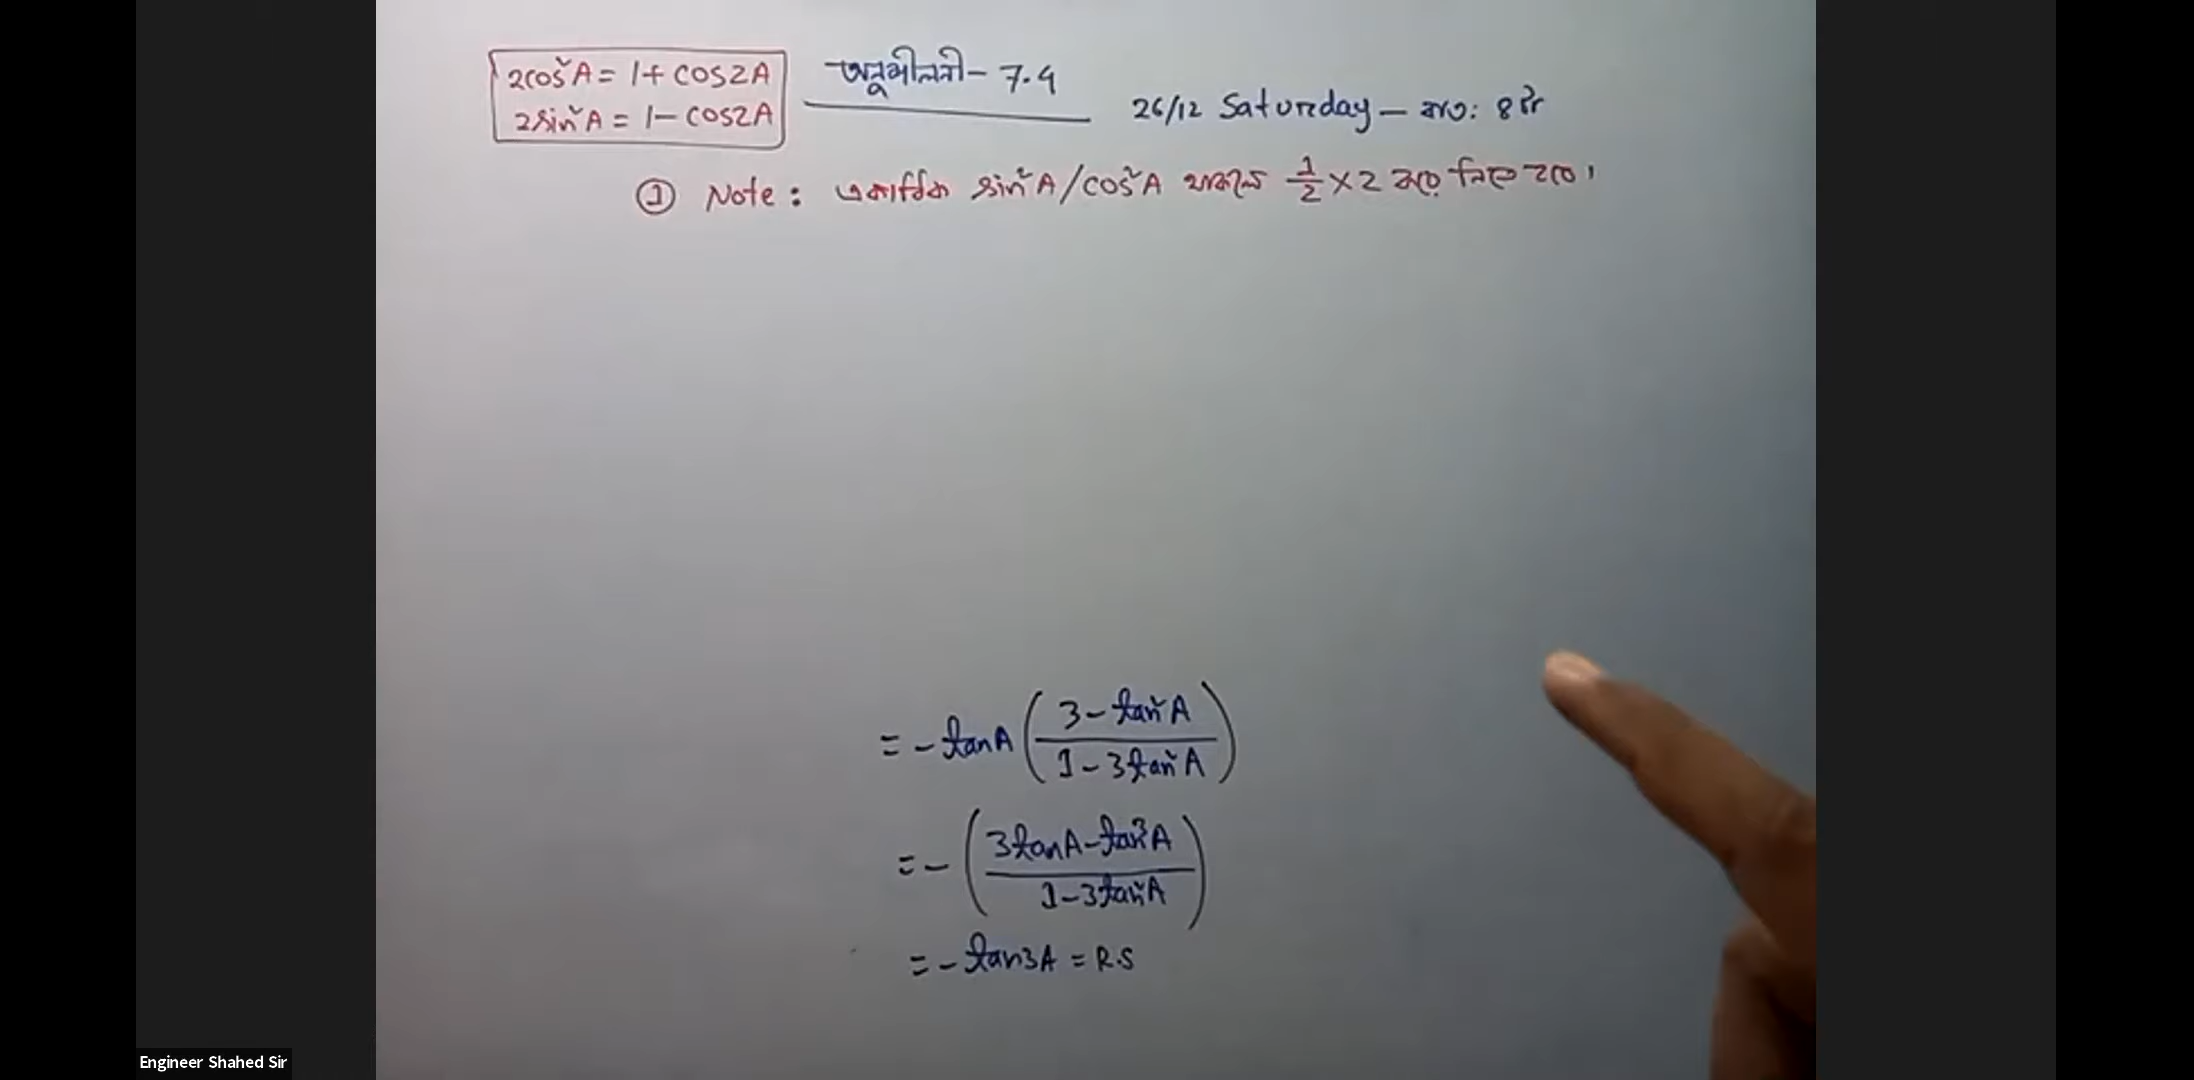 2cos²A = 1 + cos2A
2sin²A = 1 - cos2A
অনুশীলনী - 7.4
26/12 Saturday - রাত: 8 টা
① Note: একাধিক sin²A/cos²A থাকলে 1/2 × 2 করে নিতে হবে।
= - tanA ( (3 - tan²A) / (1 - 3tan²A) )
= - ( (3tanA - tan³A) / (1 - 3tan²A) )
= - tan3A = R.S
Engineer Shahed Sir